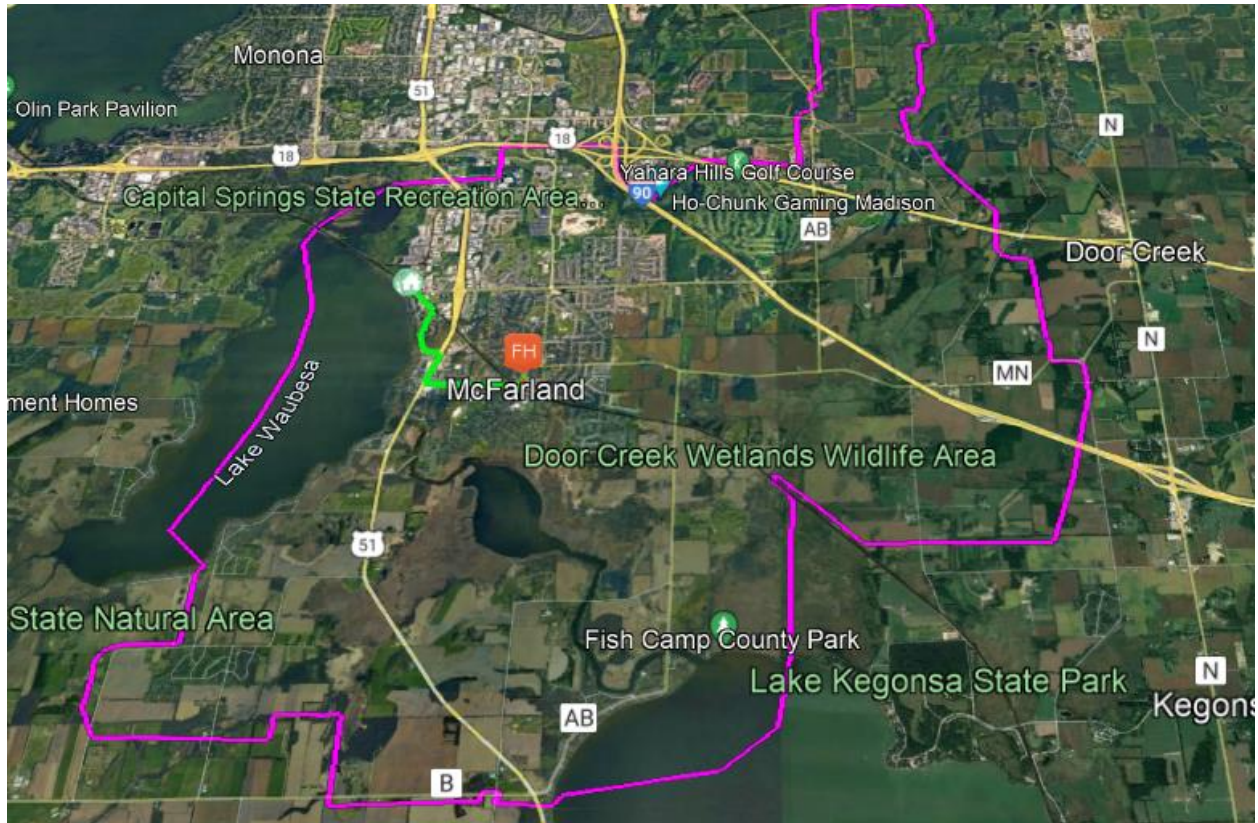 Monona
51
Olin Park Pavilion
N
18
18
Yahara Hills Golf Course
Capital Springs State Recreation Area...
90
Ho-Chunk Gaming Madison
AB
Door Creek
N
FH
McFarland
MN
ment Homes
Lake Waubesa
Door Creek Wetlands Wildlife Area
51
State Natural Area
Fish Camp County Park
Lake Kegonsa State Park
N
Kegons
AB
B